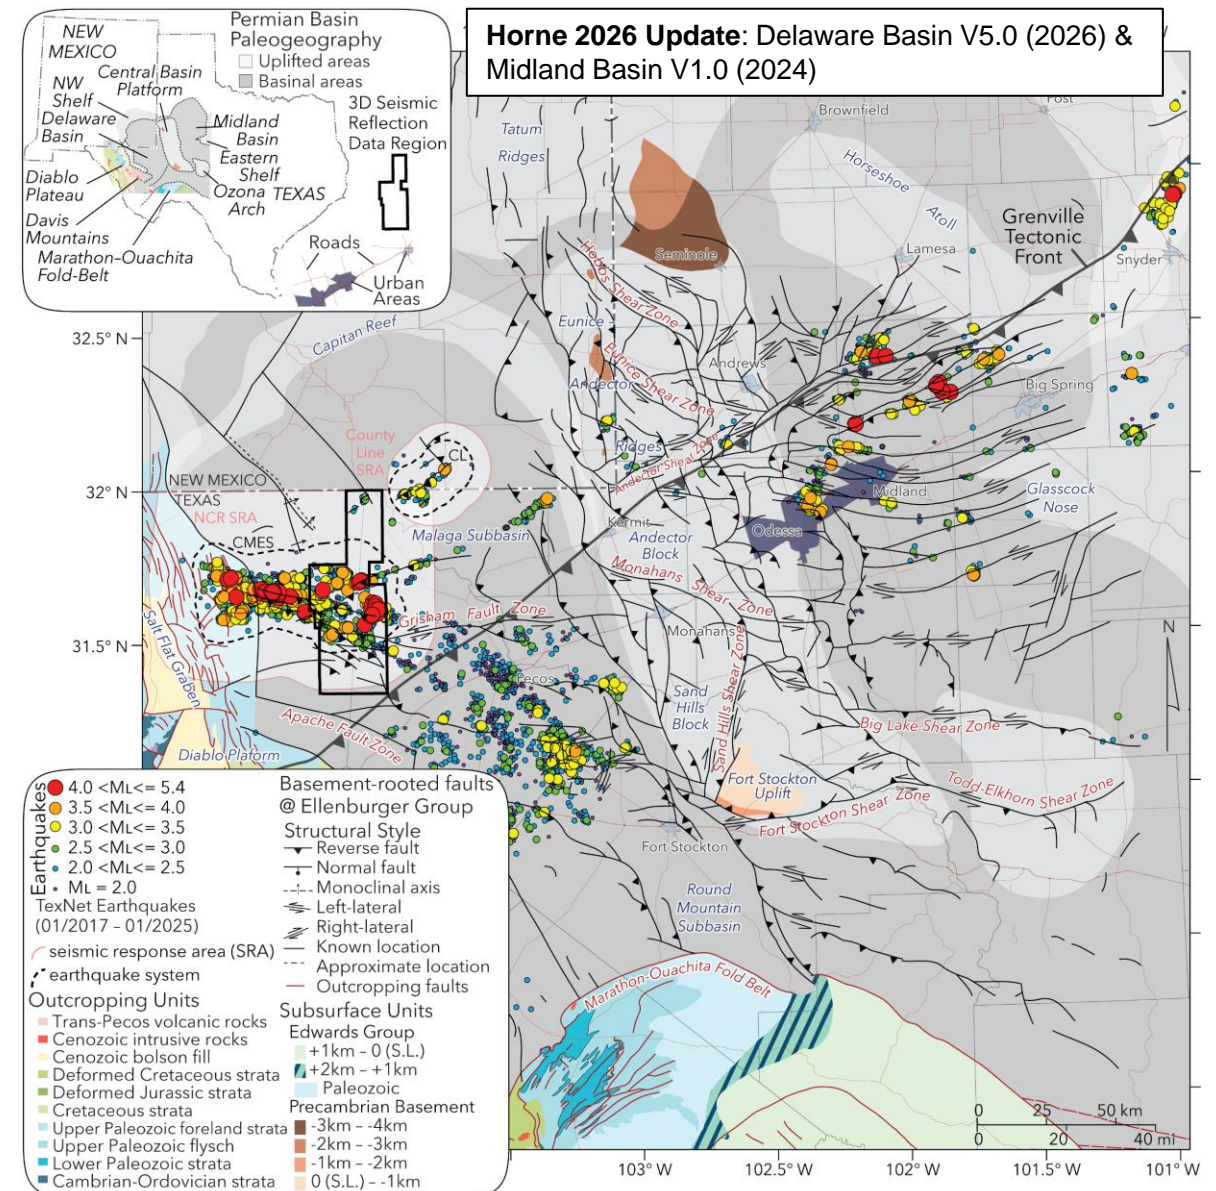 Horne 2026 Update: Delaware Basin V5.0 (2026) &
Midland Basin V1.0 (2024)
Permian Basin
Paleogeography
Uplifted areas
Basinal areas
NEW
MEXICO
Central Basin
Platform
NW
Shelf
Delaware
Basin
Midland
Basin
Eastern
Shelf
Ozona
Arch
TEXAS
Diablo
Plateau
Davis
Mountains
Marathon-Ouachita
Fold-Belt
3D Seismic
Reflection
Data Region
Roads
Urban
Areas
Tatum
Ridges
Brownfield
Post
Horseshoe
Atoll
Seminole
Lamesa
Grenville
Tectonic
Front
Snyder
Hobbs Shear Zone
Capitan Reef
Eunice
Eunice Shear Zone
Andrews
Andector
Big Spring
32.5° N
County
Line
SRA
CL
Ridges
Andector Shear Zone
NEW MEXICO
32° N
TEXAS
NCR SRA
CMES
Malaga Subbasin
Kermit
Andector
Block
Midland
Odessa
Glasscock
Nose
Monahans Shear Zone
Grisham Fault Zone
Monahans
31.5° N
N
Salt Flat Graben
Pecos
Sand
Hills
Block
Sand Hills Shear Zone
Apache Fault Zone
Big Lake Shear Zone
Diablo Plaform
Fort Stockton
Uplift
Todd-Elkhorn Shear Zone
Fort Stockton Shear Zone
Fort Stockton
Round
Mountain
Subbasin
Marathon-Ouachita Fold Belt
Earthquakes
4.0 <ML<= 5.4
3.5 <ML<= 4.0
3.0 <ML<= 3.5
2.5 <ML<= 3.0
2.0 <ML<= 2.5
ML = 2.0
TexNet Earthquakes
(01/2017 - 01/2025)
seismic response area (SRA)
earthquake system
Outcropping Units
Trans-Pecos volcanic rocks
Cenozoic intrusive rocks
Cenozoic bolson fill
Deformed Cretaceous strata
Deformed Jurassic strata
Cretaceous strata
Upper Paleozoic foreland strata
Upper Paleozoic flysch
Lower Paleozoic strata
Cambrian-Ordovician strata
Basement-rooted faults
@ Ellenburger Group
Structural Style
Reverse fault
Normal fault
Monoclinal axis
Left-lateral
Right-lateral
Known location
Approximate location
Outcropping faults
Subsurface Units
Edwards Group
+1km - 0 (S.L.)
+2km - +1km
Paleozoic
Precambrian Basement
-3km - -4km
-2km - -3km
-1km - -2km
0 (S.L.) - -1km
0 25 50 km
0 20 40 mi
103° W 102.5° W 102° W 101.5° W 101° W